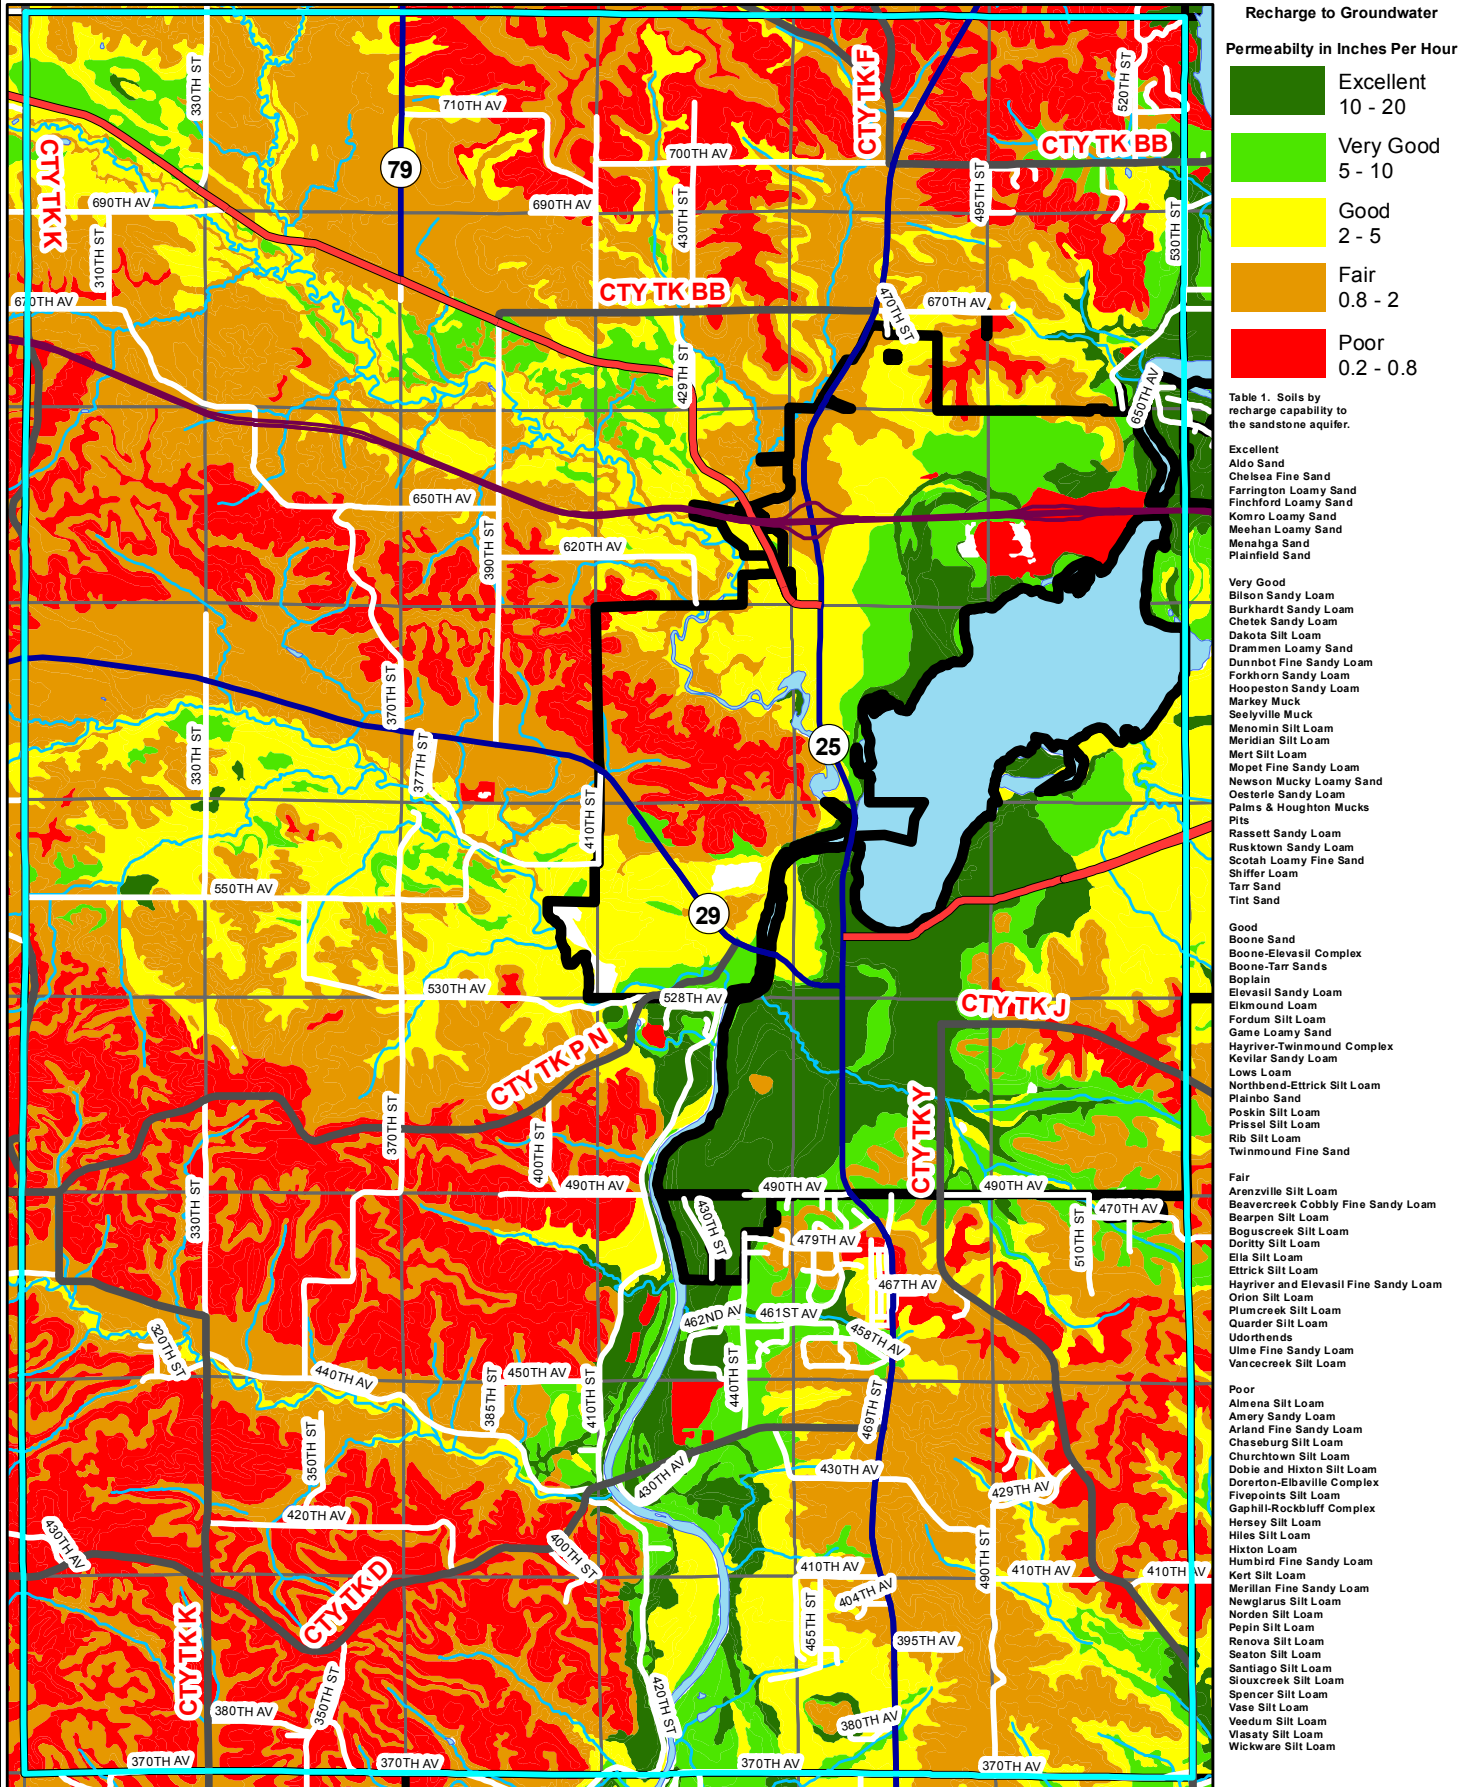 Recharge to Groundwater
Permeabilty in Inches Per Hour
Excellent
10 - 20
Very Good
5 - 10
Good
2 - 5
Fair
0.8 - 2
Poor
0.2 - 0.8
Table 1. Soils by
recharge capability to
the sandstone aquifer.
Excellent
Aldo Sand
Chelsea Fine Sand
Farrington Loamy Sand
Finchford Loamy Sand
Komro Loamy Sand
Meehan Loamy Sand
Menahga Sand
Plainfield Sand
Very Good
Bilson Sandy Loam
Burkhardt Sandy Loam
Chetek Sandy Loam
Dakota Silt Loam
Drammen Loamy Sand
Dunnbot Fine Sandy Loam
Forkhorn Sandy Loam
Hoopeston Sandy Loam
Markey Muck
Seelyville Muck
Menomin Silt Loam
Meridian Silt Loam
Mert Silt Loam
Mopet Fine Sandy Loam
Newson Mucky Loamy Sand
Oesterle Sandy Loam
Palms & Houghton Mucks
Pits
Rassett Sandy Loam
Rusktown Sandy Loam
Scotah Loamy Fine Sand
Shiffer Loam
Tarr Sand
Tint Sand
Good
Boone Sand
Boone-Elevasil Complex
Boone-Tarr Sands
Boplain
Elevasil Sandy Loam
Elkmound Loam
Fordum Silt Loam
Game Loamy Sand
Hayriver-Twinmound Complex
Kevilar Sandy Loam
Lows Loam
Northbend-Ettrick Silt Loam
Plainbo Sand
Poskin Silt Loam
Prissel Silt Loam
Rib Silt Loam
Twinmound Fine Sand
Fair
Arenzville Silt Loam
Beavercreek Cobbly Fine Sandy Loam
Bearpen Silt Loam
Boguscreek Silt Loam
Doritty Silt Loam
Ella Silt Loam
Ettrick Silt Loam
Hayriver and Elevasil Fine Sandy Loam
Orion Silt Loam
Plumcreek Silt Loam
Quarder Silt Loam
Udorthends
Ulme Fine Sandy Loam
Vancecreek Silt Loam
Poor
Almena Silt Loam
Amery Sandy Loam
Arland Fine Sandy Loam
Chaseburg Silt Loam
Churchtown Silt Loam
Dobie and Hixton Silt Loam
Dorerton-Elbaville Complex
Fivepoints Silt Loam
Gaphill-Rockbluff Complex
Hersey Silt Loam
Hiles Silt Loam
Hixton Loam
Humbird Fine Sandy Loam
Kert Silt Loam
Merillan Fine Sandy Loam
Newglarus Silt Loam
Norden Silt Loam
Pepin Silt Loam
Renova Silt Loam
Seaton Silt Loam
Santiago Silt Loam
Siouxcreek Silt Loam
Spencer Silt Loam
Vase Silt Loam
Veedum Silt Loam
Vlasaty Silt Loam
Wickware Silt Loam
330TH ST
710TH AV
CTY TK F
520TH ST
CTY TK K
79
700TH AV
CTY TK BB
690TH AV
690TH AV
430TH ST
495TH ST
530TH ST
310TH ST
670TH AV
CTY TK BB
470TH ST
670TH AV
429TH ST
650TH AV
650TH AV
390TH ST
620TH AV
370TH ST
330TH ST
377TH ST
25
410TH ST
550TH AV
29
530TH AV
528TH AV
CTY TK J
CTY TK P N
370TH ST
400TH ST
CTY TK Y
330TH ST
490TH AV
490TH AV
490TH AV
430TH ST
479TH AV
510TH ST
470TH AV
467TH AV
462ND AV
461ST AV
458TH AV
320TH ST
440TH AV
385TH ST
450TH AV
410TH ST
440TH ST
469TH ST
350TH ST
430TH AV
430TH AV
429TH AV
420TH AV
430TH AV
400TH ST
490TH ST
410TH AV
410TH AV
410TH AV
404TH AV
CTY TK D
455TH ST
395TH AV
CTY TK K
350TH ST
420TH ST
380TH AV
380TH AV
370TH AV
370TH AV
370TH AV
370TH AV